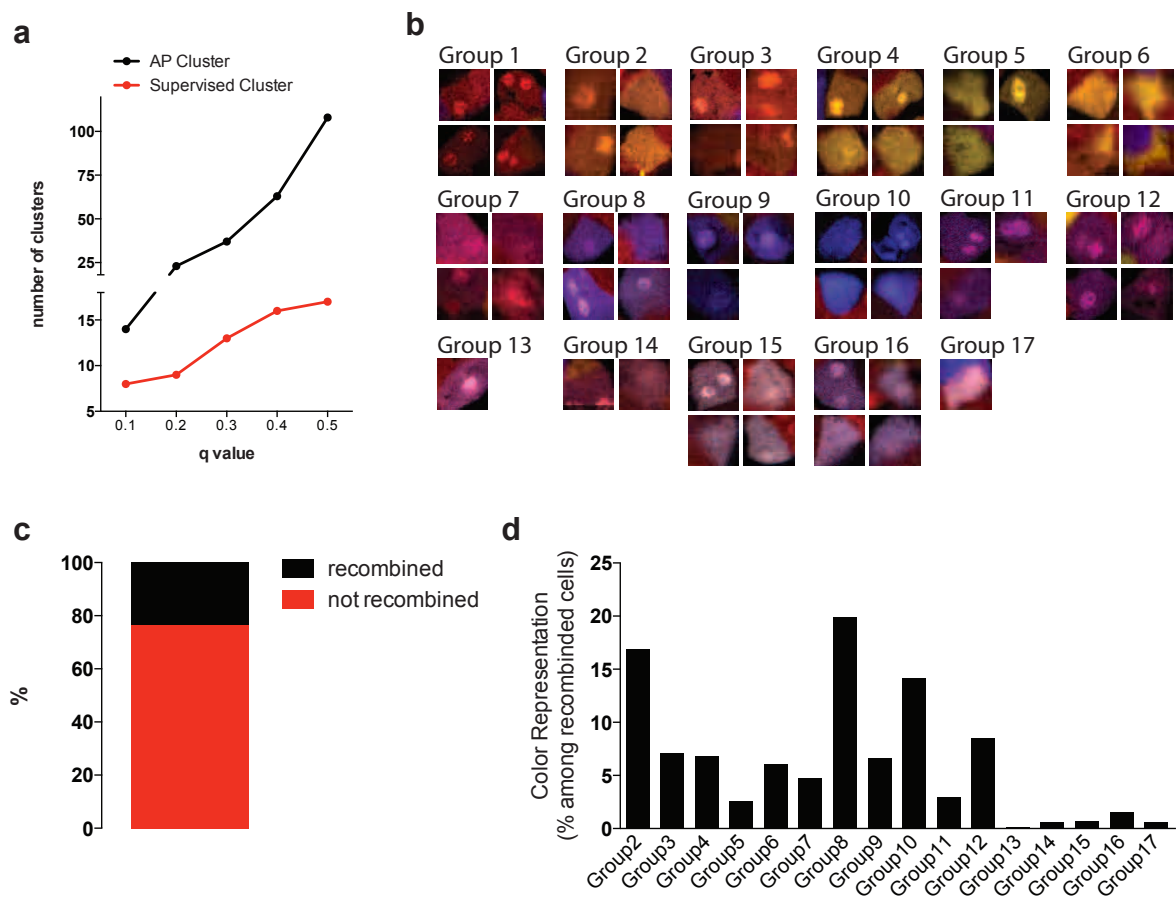 a
AP Cluster
Supervised Cluster
number of clusters
100
75
50
25
15
10
5
0.1 0.2 0.3 0.4 0.5
q value
b
Group 1 Group 2 Group 3 Group 4 Group 5 Group 6
Group 7 Group 8 Group 9 Group 10 Group 11 Group 12
Group 13 Group 14 Group 15 Group 16 Group 17
c
%
100
80
60
40
20
0
recombined
not recombined
d
Color Representation
(% among recombinded cells)
25
20
15
10
5
0
Group2 Group3 Group4 Group5 Group6 Group7 Group8 Group9 Group10 Group11 Group12 Group13 Group14 Group15 Group16 Group17